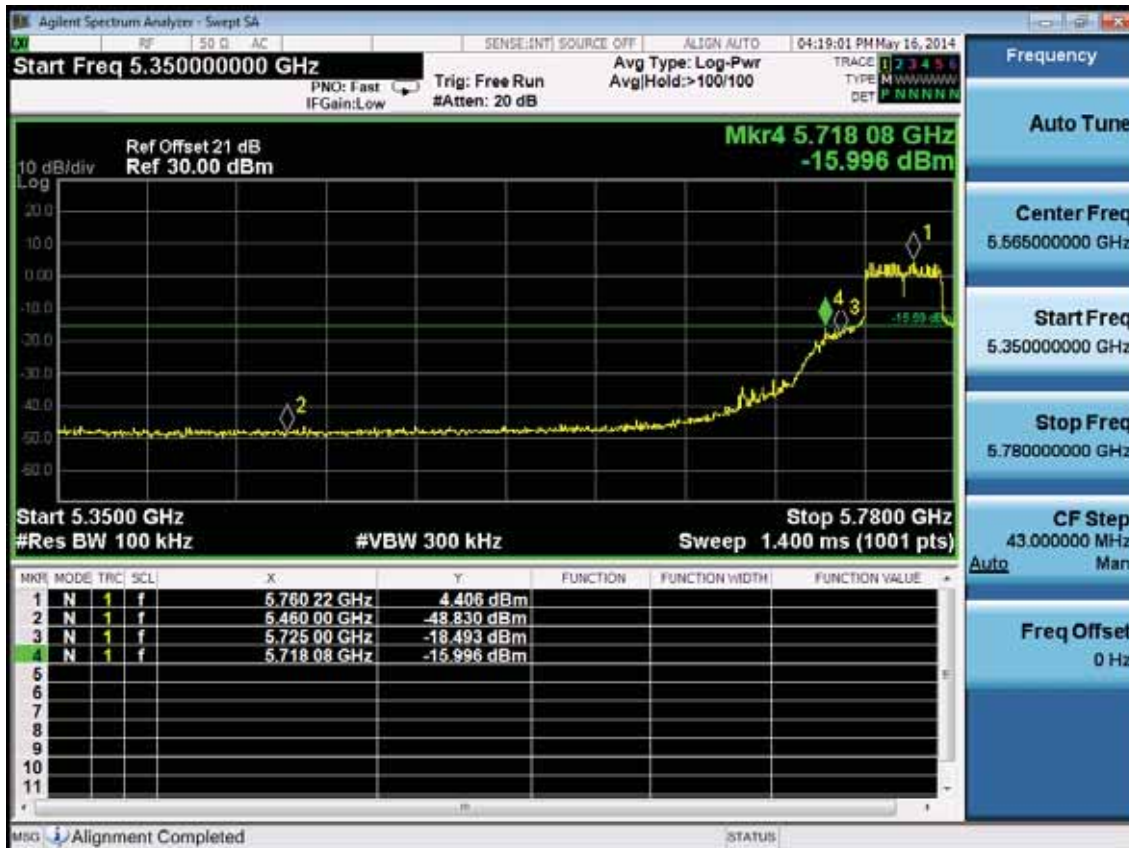 Agilent Spectrum Analyzer - Swept SA
LXI RF 50 Ω AC SENSE:INT SOURCE OFF ALIGN AUTO 04:19:01 PM May 16, 2014
Start Freq 5.350000000 GHz
PNO: Fast
IFGain:Low
Trig: Free Run
#Atten: 20 dB
Avg Type: Log-Pwr
Avg|Hold:>100/100
TRACE 1 2 3 4 5 6
TYPE M W W W W W
DET P N N N N N
Mkr4 5.718 08 GHz
-15.996 dBm
Ref Offset 21 dB
10 dB/div Ref 30.00 dBm
Log
20.0
10.0
0.00
-10.0
-20.0
-30.0
-40.0
-50.0
-60.0
1
2
3
4
-15.99 dBm
Start 5.3500 GHz Stop 5.7800 GHz
#Res BW 100 kHz #VBW 300 kHz Sweep 1.400 ms (1001 pts)
MKR MODE TRC SCL X Y FUNCTION FUNCTION WIDTH FUNCTION VALUE
1 N 1 f 5.760 22 GHz 4.406 dBm
2 N 1 f 5.460 00 GHz -48.830 dBm
3 N 1 f 5.725 00 GHz -18.493 dBm
4 N 1 f 5.718 08 GHz -15.996 dBm
5
6
7
8
9
10
11
MSG Alignment Completed STATUS
Frequency
Auto Tune
Center Freq
5.565000000 GHz
Start Freq
5.350000000 GHz
Stop Freq
5.780000000 GHz
CF Step
43.000000 MHz
Auto Man
Freq Offset
0 Hz